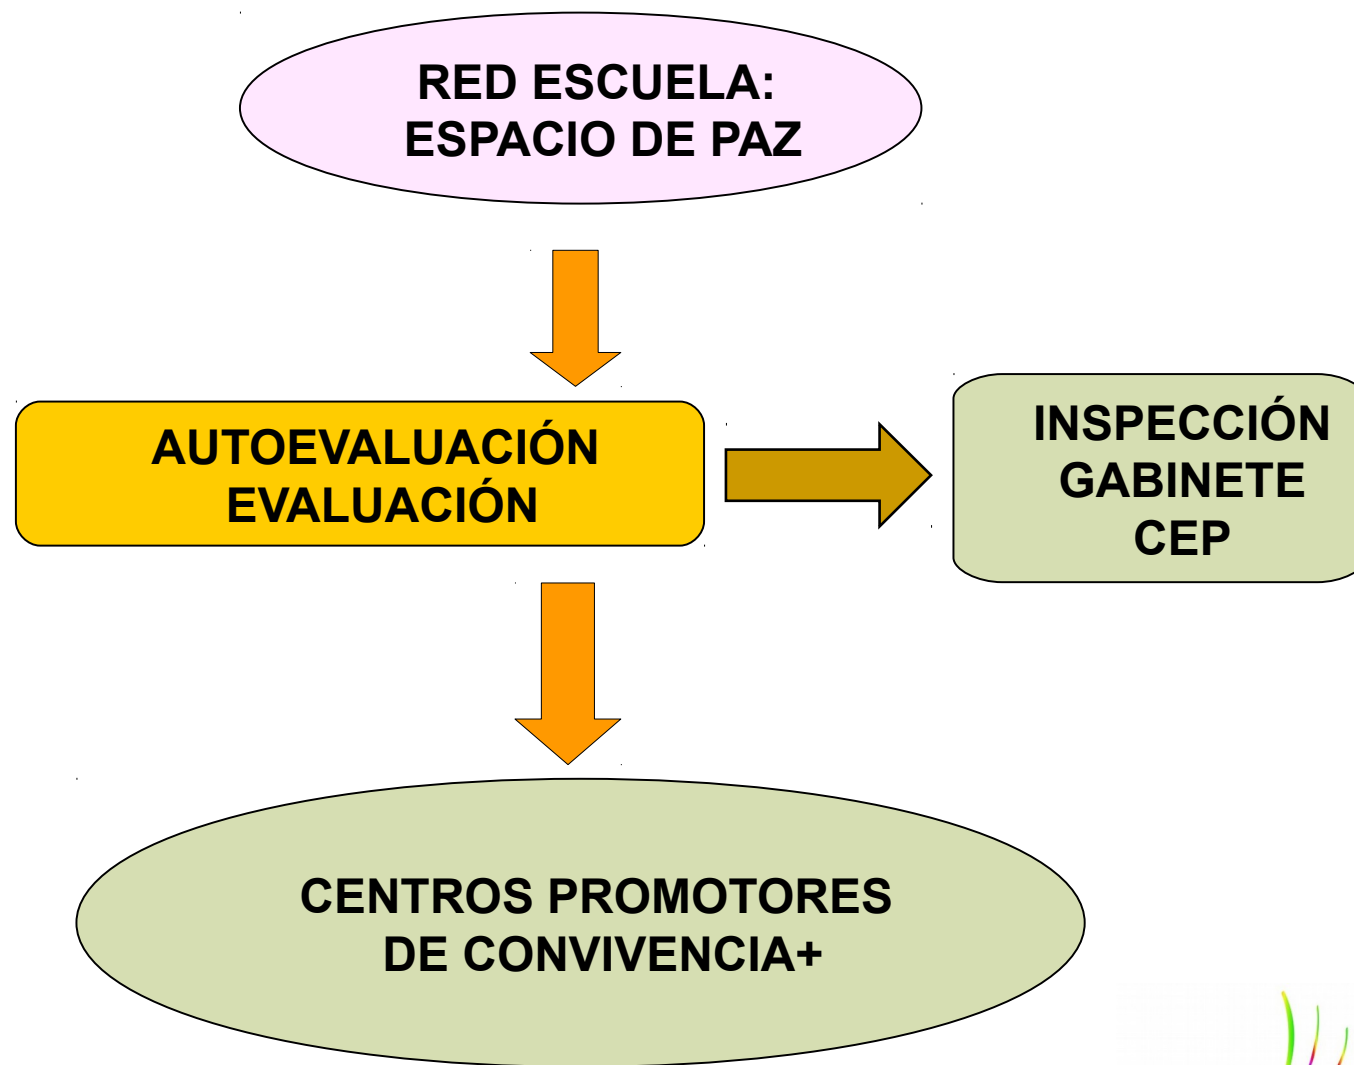 RED ESCUELA:
ESPACIO DE PAZ
AUTOEVALUACIÓN
EVALUACIÓN
INSPECCIÓN
GABINETE
CEP
CENTROS PROMOTORES
DE CONVIVENCIA+